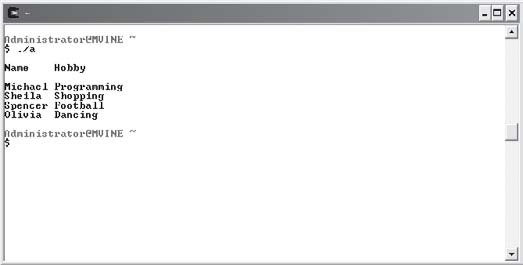 ~
Administrator@MVINE ~
$ ./a
Name Hobby
Michael Programming
Sheila Shopping
Spencer Football
Olivia Dancing
Administrator@MVINE ~
$